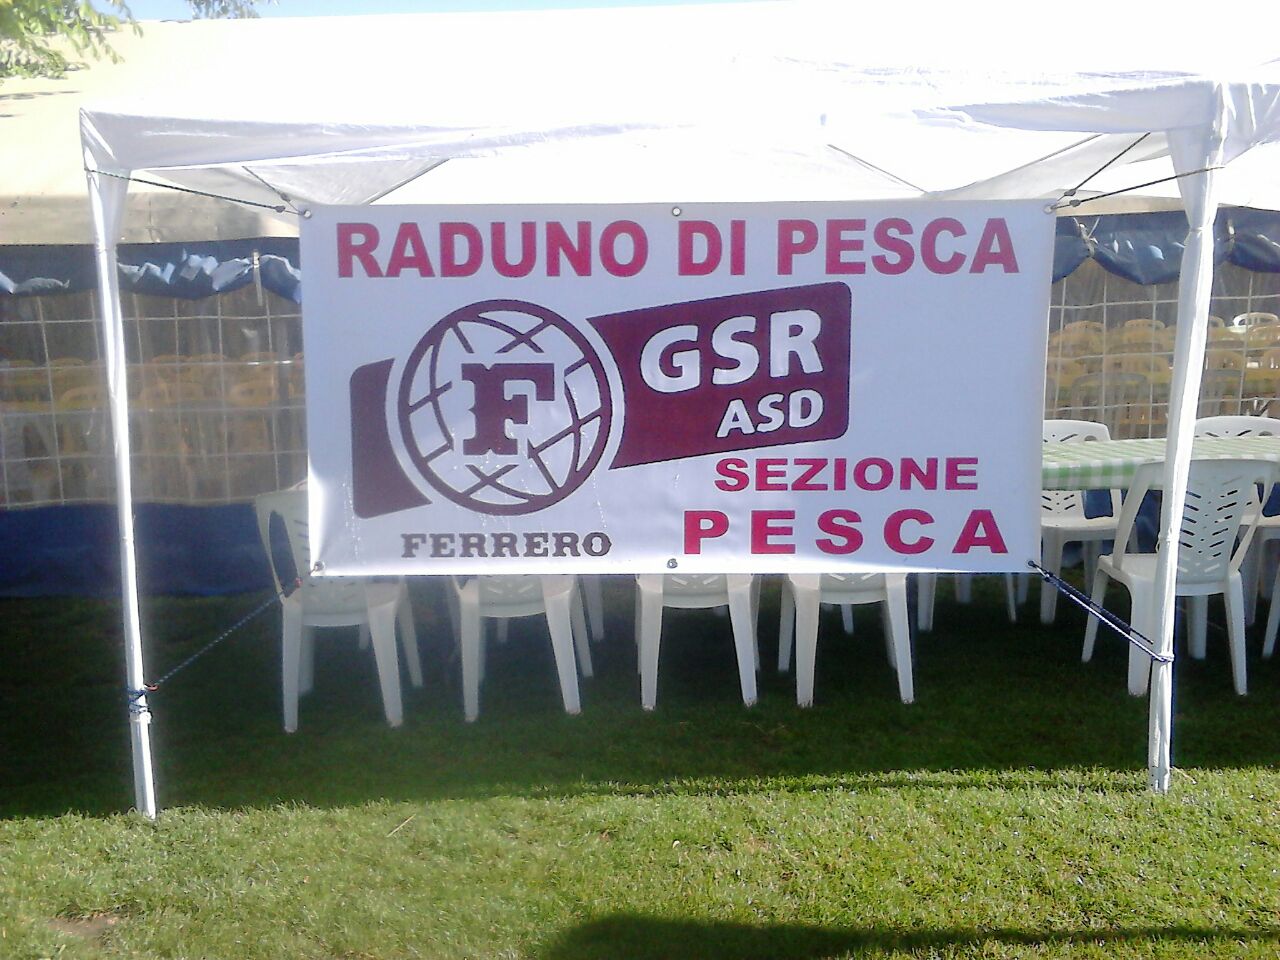 RADUNO DI PESCA
F
GSR
ASD
FERRERO
SEZIONE
PESCA